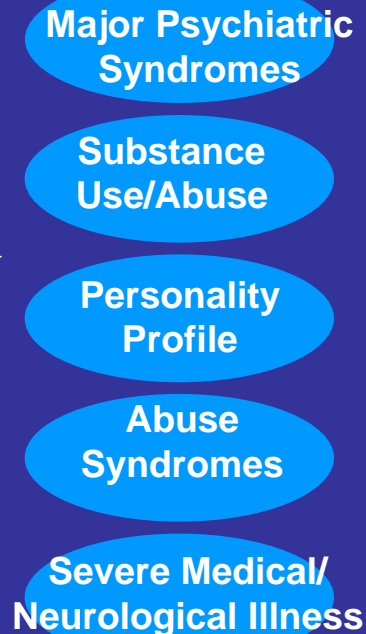 Major Psychiatric
Syndromes
Substance
Use/Abuse
Personality
Profile
Abuse
Syndromes
Severe Medical/
Neurological Illness